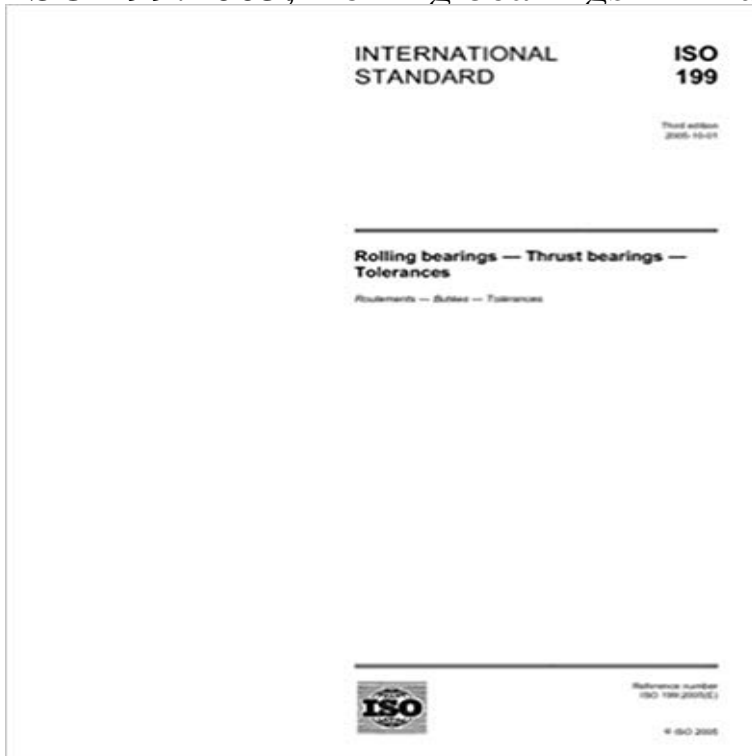 INTERNATIONAL
STANDARD
ISO
199
Third edition
2005-10-01
Rolling bearings — Thrust bearings —
Tolerances
Roulements — Butées — Tolérances
ISO
Reference number
ISO 199:2005(E)
© ISO 2005